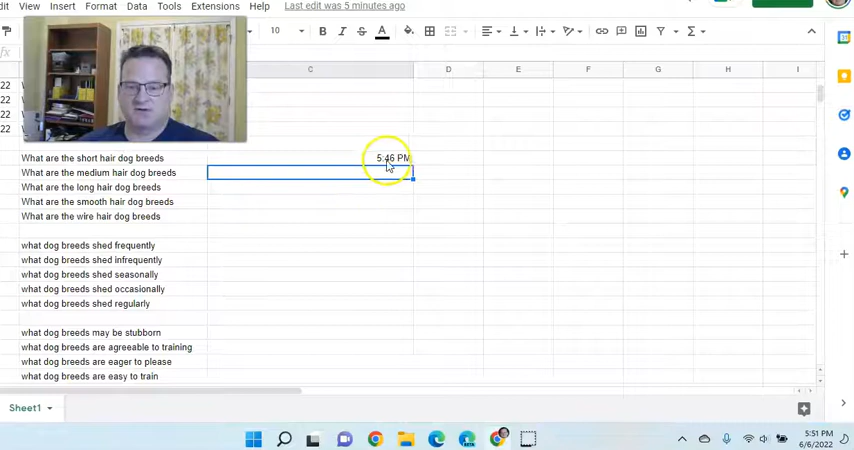 dit View Insert Format Data Tools Extensions Help Last edit was 5 minutes ago
10 B I A
fx
C D E F G H I
22
22
22
22
What are the short hair dog breeds 5:46 PM
What are the medium hair dog breeds
What are the long hair dog breeds
What are the smooth hair dog breeds
What are the wire hair dog breeds
what dog breeds shed frequently
what dog breeds shed infrequently
what dog breeds shed seasonally
what dog breeds shed occasionally
what dog breeds shed regularly
what dog breeds may be stubborn
what dog breeds are agreeable to training
what dog breeds are eager to please
what dog breeds are easy to train
Sheet1
5:51 PM
6/6/2022